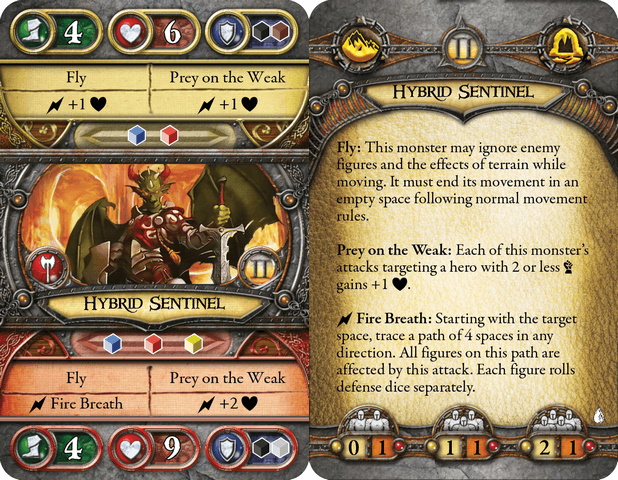 4 6
Fly Prey on the Weak
+1 +1
II
HYBRID SENTINEL
Fly Prey on the Weak
Fire Breath +2
4 9
II
HYBRID SENTINEL
Fly: This monster may ignore enemy
figures and the effects of terrain while
moving. It must end its movement in an
empty space following normal movement
rules.
Prey on the Weak: Each of this monster's
attacks targeting a hero with 2 or less
gains +1 .
Fire Breath: Starting with the target
space, trace a path of 4 spaces in any
direction. All figures on this path are
affected by this attack. Each figure rolls
defense dice separately.
0 1 1 1 2 1